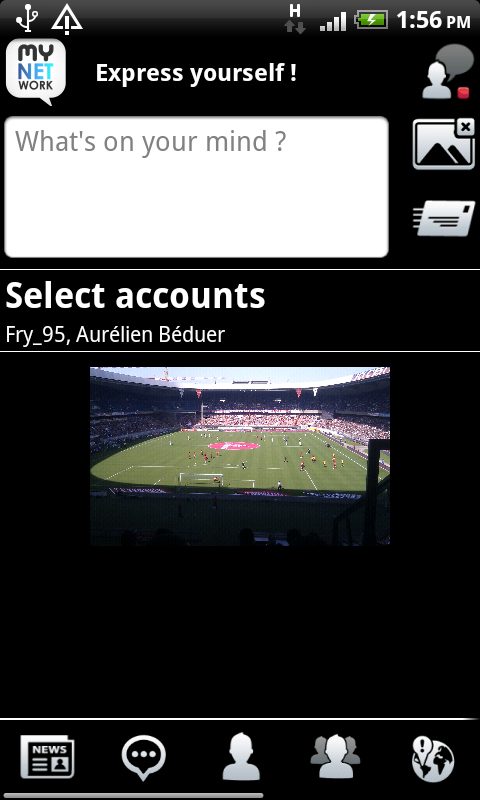 H
1:56 PM
MY
NET
WORK
Express yourself !
What's on your mind ?
Select accounts
Fry_95, Aurélien Béduer
NEWS